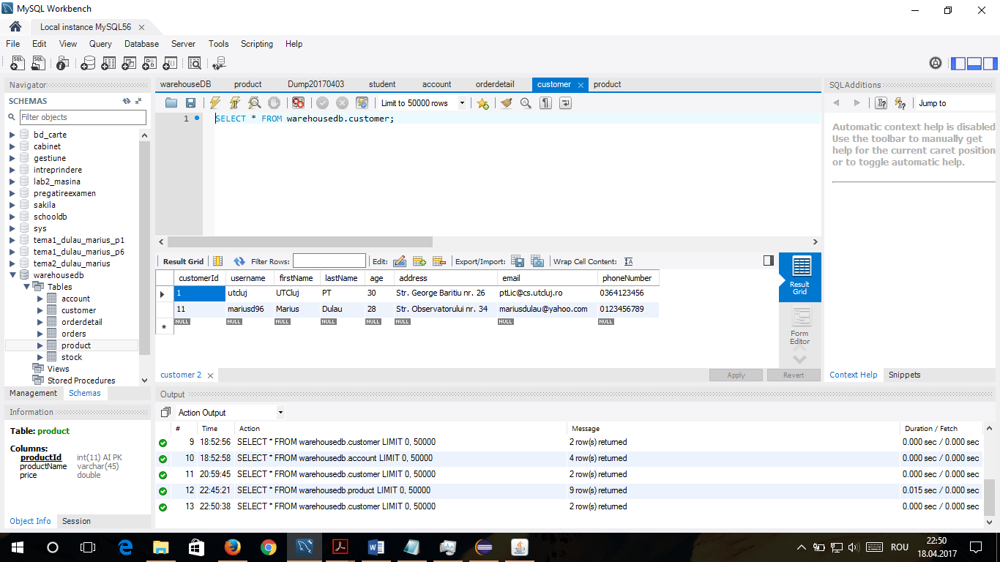 MySQL Workbench
Local instance MySQL56
File Edit View Query Database Server Tools Scripting Help
Navigator
SCHEMAS
Filter objects
bd_carte
cabinet
gestiune
intreprindere
lab2_masina
pregatireexamen
sakila
schooldb
sys
tema1_dulau_marius_p1
tema1_dulau_marius_p6
tema2_dulau_marius
warehousedb
Tables
account
customer
orderdetail
orders
product
stock
Views
Stored Procedures
Management Schemas
Information
Table: product
Columns:
productId int(11) AI PK
productName varchar(45)
price double
Object Info Session
warehouseDB product Dump20170403 student account orderdetail customer product
Limit to 50000 rows
1 SELECT * FROM warehousedb.customer;
Result Grid Filter Rows: Edit: Export/Import: Wrap Cell Content: IA
customerId username firstName lastName age address email phoneNumber
1 utcluj UTCluj PT 30 Str. George Baritiu nr. 26 ptLic@cs.utcluj.ro 0364123456
11 mariusd96 Marius Dulau 28 Str. Observatorului nr. 34 mariusdulau@yahoo.com 0123456789
NULL NULL NULL NULL NULL NULL NULL NULL
Result Grid
Form Editor
customer 2
Apply Revert
SQLAdditions
Jump to
Automatic context help is disabled
Use the toolbar to manually get
help for the current caret position
or to toggle automatic help.
Context Help Snippets
Output
Action Output
# Time Action Message Duration / Fetch
9 18:52:56 SELECT * FROM warehousedb.customer LIMIT 0, 50000 2 row(s) returned 0.000 sec / 0.000 sec
10 18:52:58 SELECT * FROM warehousedb.account LIMIT 0, 50000 4 row(s) returned 0.000 sec / 0.000 sec
11 20:59:45 SELECT * FROM warehousedb.customer LIMIT 0, 50000 2 row(s) returned 0.000 sec / 0.000 sec
12 22:45:21 SELECT * FROM warehousedb.product LIMIT 0, 50000 9 row(s) returned 0.015 sec / 0.000 sec
13 22:50:38 SELECT * FROM warehousedb.customer LIMIT 0, 50000 2 row(s) returned 0.000 sec / 0.000 sec
ROU
22:50
18.04.2017